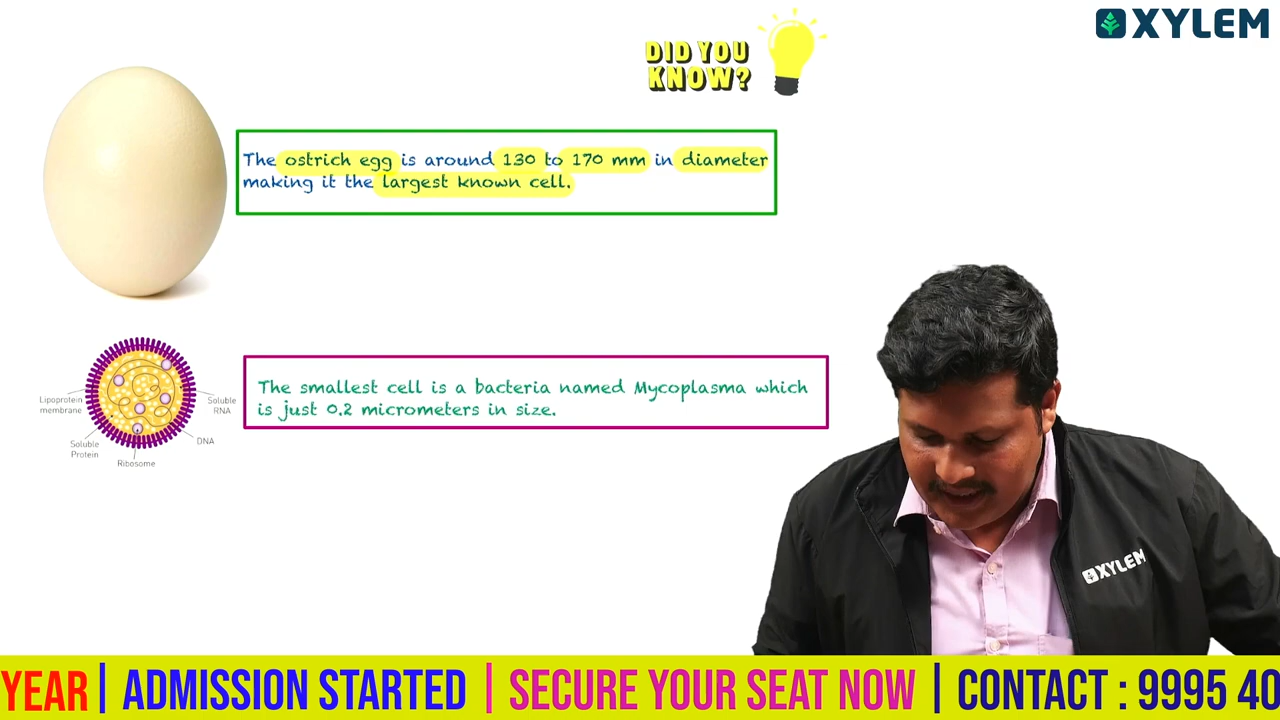 XYLEM
DID YOU
KNOW?
The ostrich egg is around 130 to 170 mm in diameter
making it the largest known cell.
The smallest cell is a bacteria named Mycoplasma which
is just 0.2 micrometers in size.
Lipoprotein
membrane
Soluble
RNA
DNA
Soluble
Protein
Ribosome
XYLEM
YEAR | ADMISSION STARTED | SECURE YOUR SEAT NOW | CONTACT : 9995 40